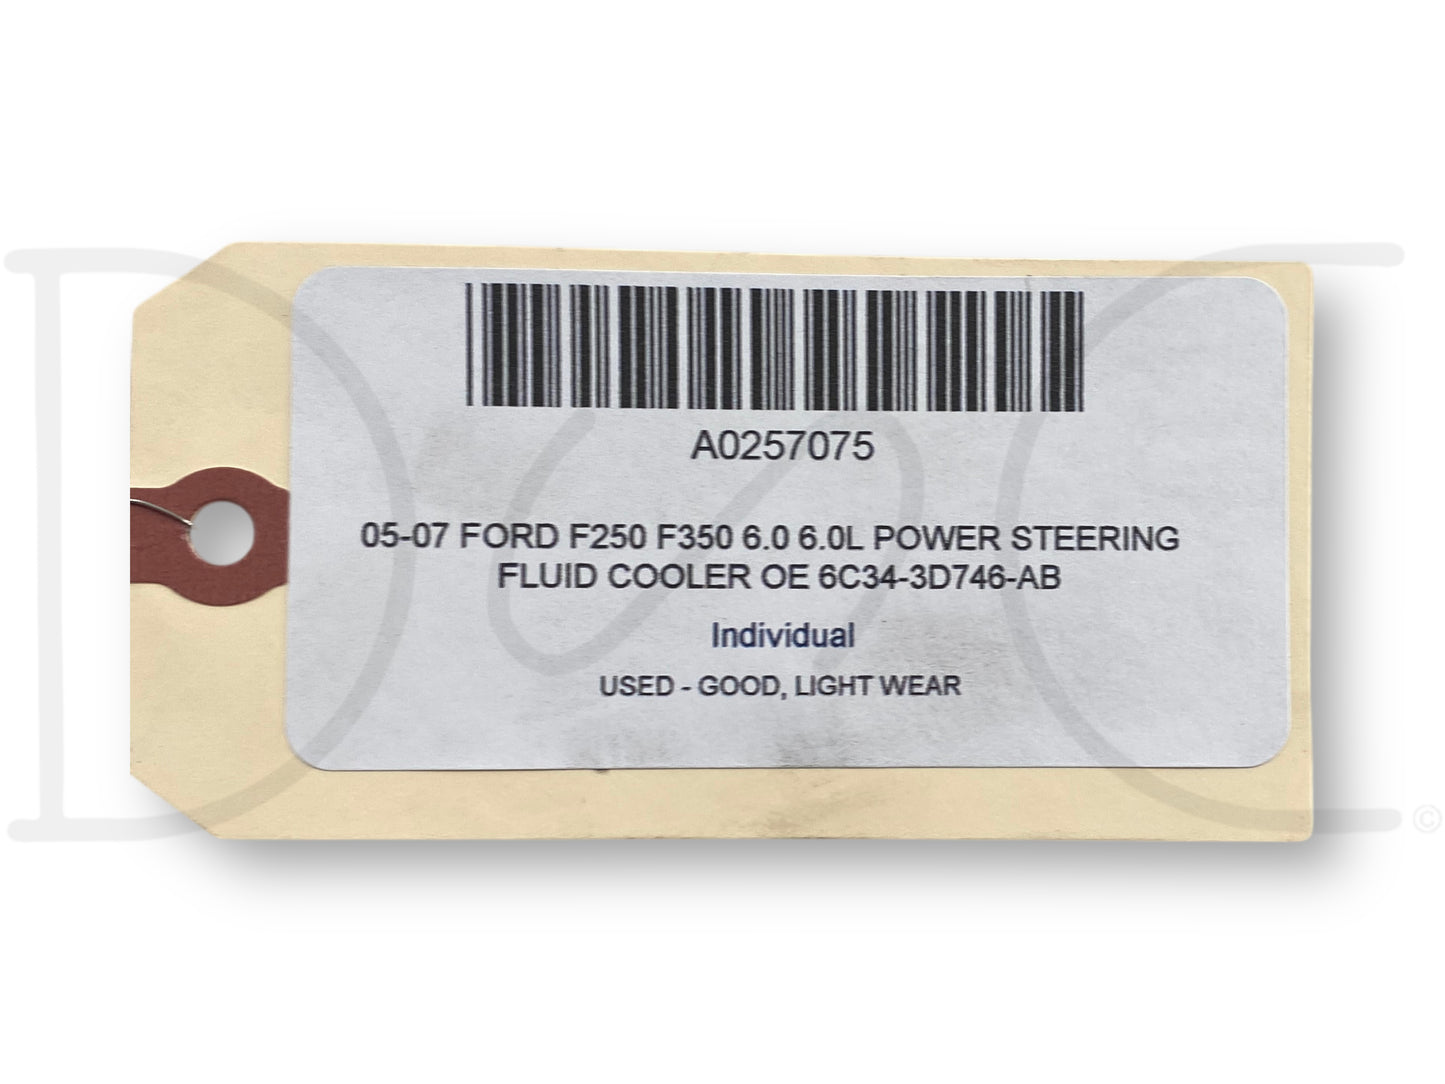 A0257075
05-07 FORD F250 F350 6.0 6.0L POWER STEERING
FLUID COOLER OE 6C34-3D746-AB
Individual
USED - GOOD, LIGHT WEAR
©